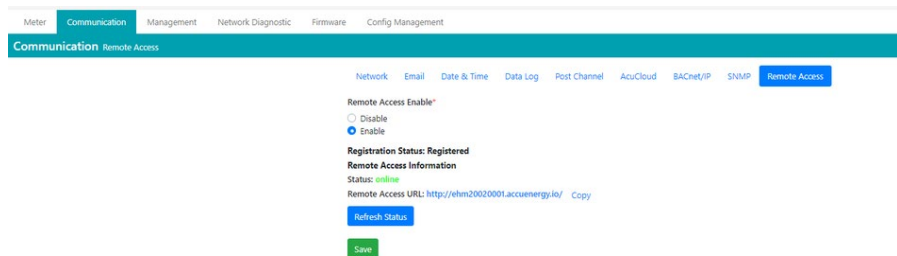 Meter Communication Management Network Diagnostic Firmware Config Management
Communication Remote Access
Network Email Date & Time Data Log Post Channel AcuCloud BACnet/IP SNMP Remote Access
Remote Access Enable*
Disable
Enable
Registration Status: Registered
Remote Access Information
Status: online
Remote Access URL: http://ehm20020001.accuenergy.io/ Copy
Refresh Status
Save